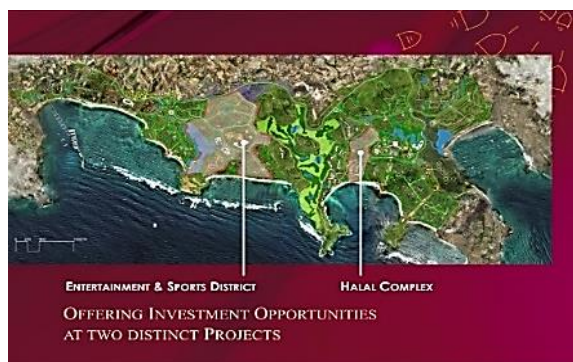 ENTERTAINMENT & SPORTS DISTRICT
HALAL COMPLEX
OFFERING INVESTMENT OPPORTUNITIES
AT TWO DISTINCT PROJECTS